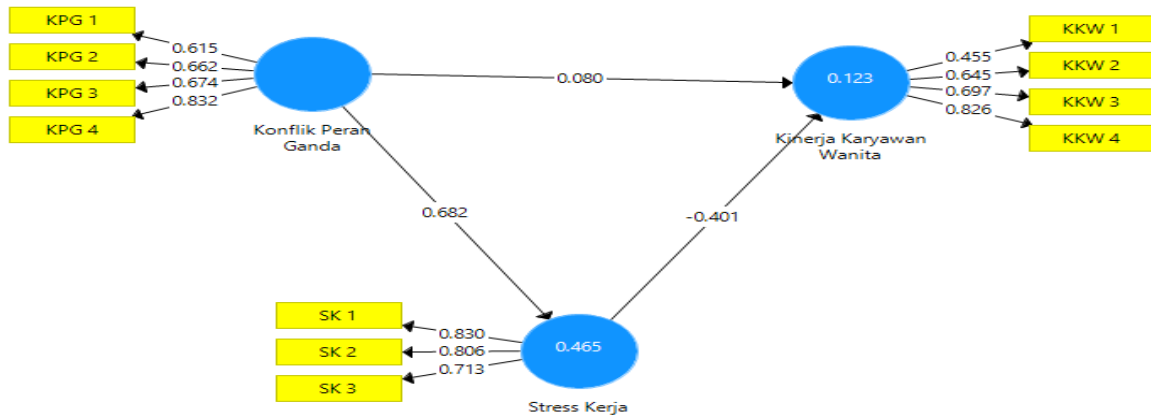 KPG 1
KPG 2
KPG 3
KPG 4
0.615
0.662
0.674
0.832
Konflik Peran
Ganda
0.080
0.123
Kinerja Karyawan
Wanita
0.455
0.645
0.697
0.826
KKW 1
KKW 2
KKW 3
KKW 4
0.682
-0.401
SK 1
SK 2
SK 3
0.830
0.806
0.713
0.465
Stress Kerja